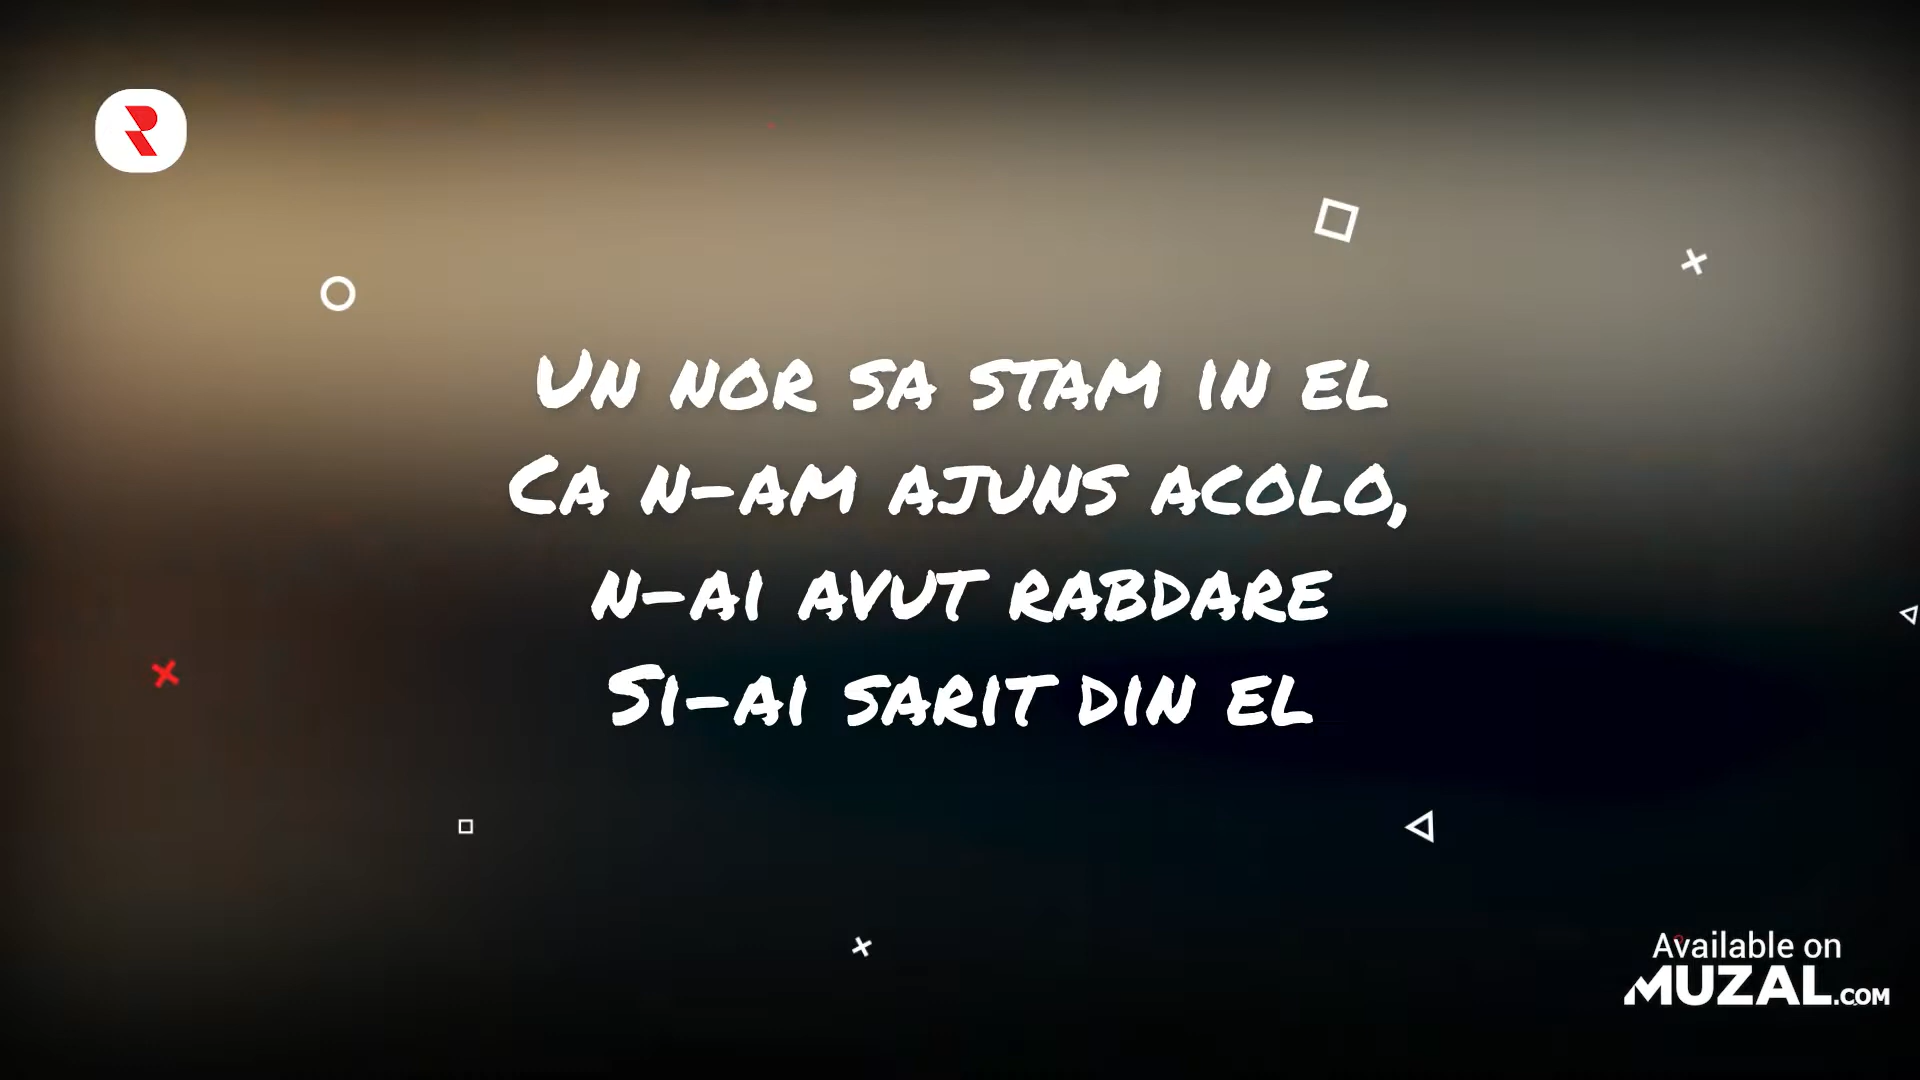 Un nor sa stam in el
Ca n-am ajuns acolo,
n-ai avut rabdare
Si-ai sarit din el
R
Available on
MUZAL.COM